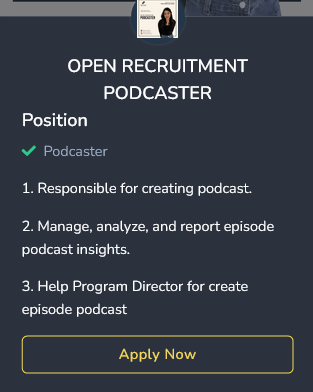 OPEN RECRUITMENT
PODCASTER
Position
Podcaster
1. Responsible for creating podcast.
2. Manage, analyze, and report episode
podcast insights.
3. Help Program Director for create
episode podcast
Apply Now